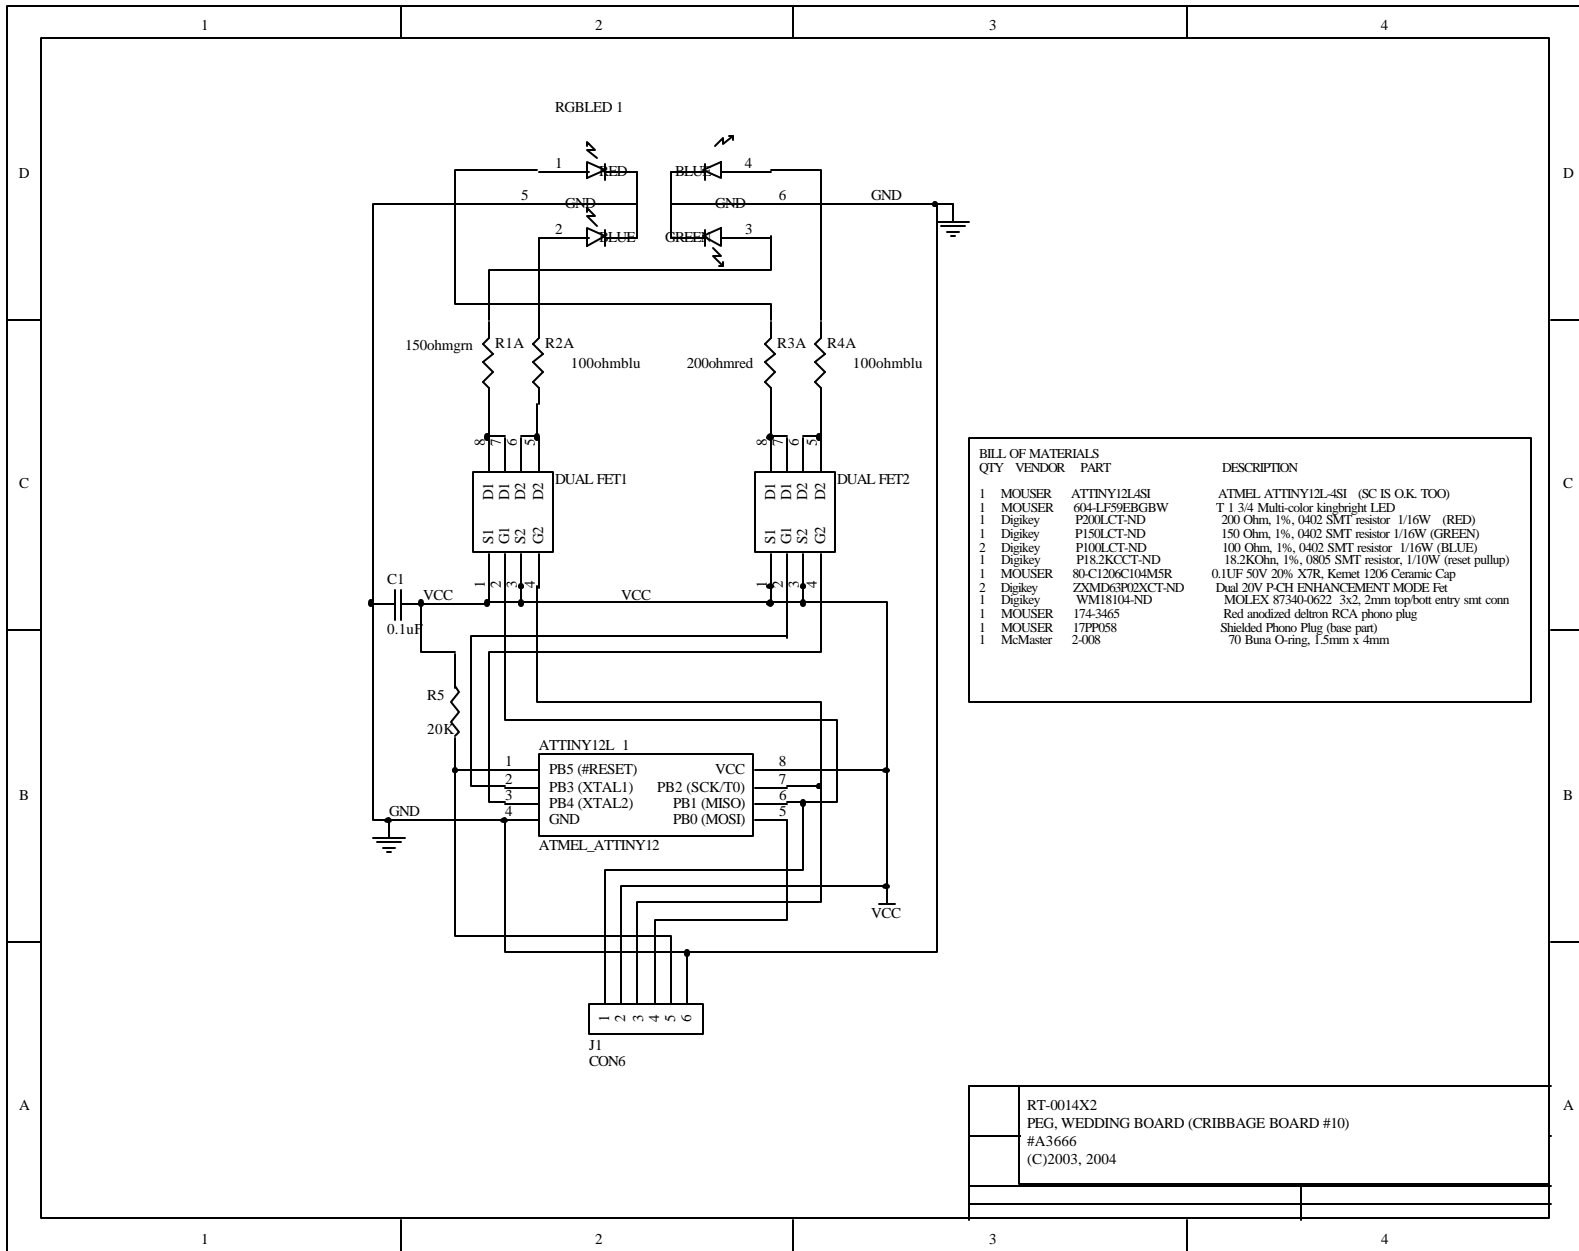 1 2 3 4
RGBLED 1
D D
1 RED BLUE 4
5 GND GND 6 GND
2 BLUE GREEN 3
150ohmgrn R1A R2A 100ohmblu 200ohmred R3A R4A 100ohmblu
8 7 6 5 8 7 6 5
C C
D1 D1 D2 D2 DUAL FET1 D1 D1 D2 D2 DUAL FET2
S1 G1 S2 G2 S1 G1 S2 G2
1 2 3 4 1 2 3 4
C1 VCC VCC
0.1uF
BILL OF MATERIALS
QTY VENDOR PART DESCRIPTION
1 MOUSER ATTINY12L4SI ATMEL ATTINY12L-4SI (SC IS O.K. TOO)
1 MOUSER 604-LF59EBGBW T 1 3/4 Multi-color kingbright LED
1 Digikey P200LCT-ND 200 Ohm, 1%, 0402 SMT resistor 1/16W (RED)
1 Digikey P150LCT-ND 150 Ohm, 1%, 0402 SMT resistor 1/16W (GREEN)
2 Digikey P100LCT-ND 100 Ohm, 1%, 0402 SMT resistor 1/16W (BLUE)
1 Digikey P18.2KCCT-ND 18.2KOhn, 1%, 0805 SMT resistor, 1/10W (reset pullup)
1 MOUSER 80-C1206C104M5R 0.1UF 50V 20% X7R, Kemet 1206 Ceramic Cap
2 Digikey ZXMD63P02XCT-ND Dual 20V P-CH ENHANCEMENT MODE Fet
1 Digikey WM18104-ND MOLEX 87340-0622 3x2, 2mm top/bott entry smt conn
1 MOUSER 174-3465 Red anodized deltron RCA phono plug
1 MOUSER 17PP058 Shielded Phono Plug (base part)
1 McMaster 2-008 70 Buna O-ring, 1.5mm x 4mm
R5
20K
ATTINY12L 1
1 PB5 (#RESET) VCC 8
2 PB3 (XTAL1) PB2 (SCK/T0) 7
3 PB4 (XTAL2) PB1 (MISO) 6
GND 4 GND PB0 (MOSI) 5
ATMEL_ATTINY12
B B
VCC
1 2 3 4 5 6
J1
CON6
A A
RT-0014X2
PEG, WEDDING BOARD (CRIBBAGE BOARD #10)
#A3666
(C)2003, 2004
1 2 3 4